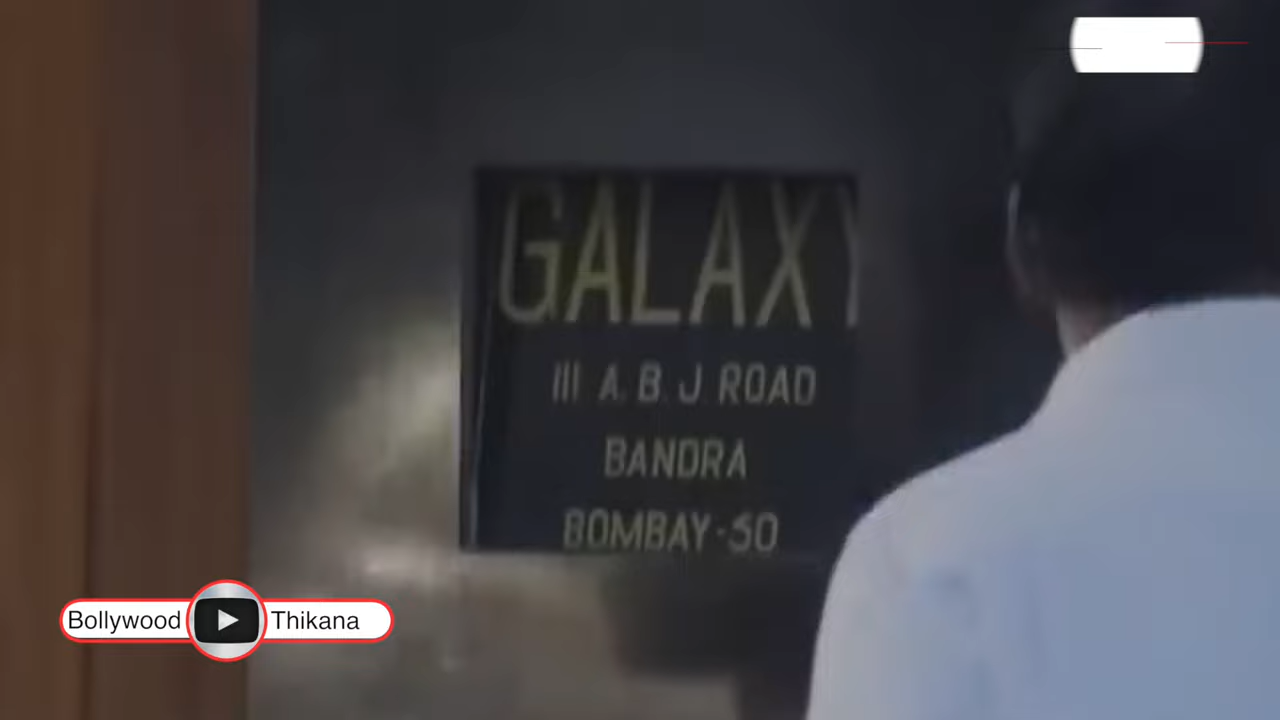 GALAXY
III A. B. J. ROAD
BANDRA
BOMBAY-50
Bollywood Thikana